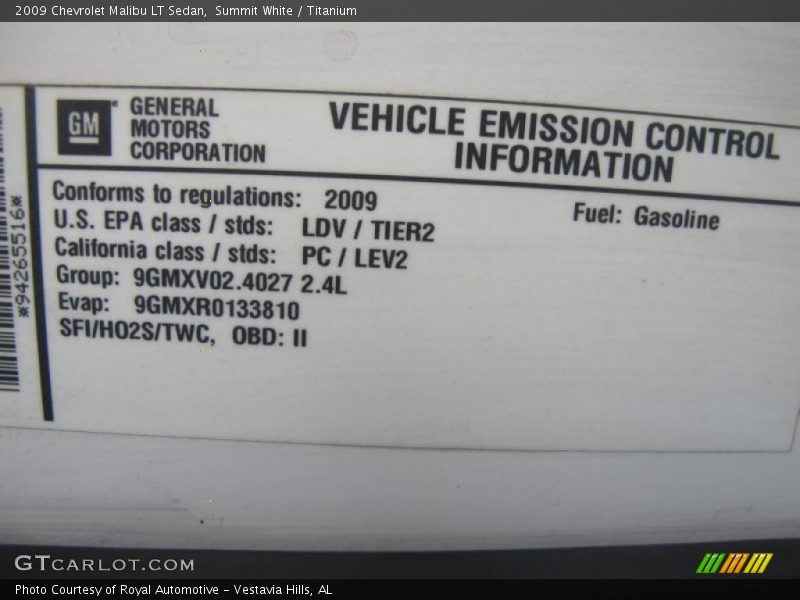 2009 Chevrolet Malibu LT Sedan,  Summit White / Titanium
GM
GENERAL
MOTORS
CORPORATION
VEHICLE EMISSION CONTROL
INFORMATION
Conforms to regulations: 2009
Fuel: Gasoline
U.S. EPA class / stds: LDV / TIER2
California class / stds: PC / LEV2
Group: 9GMXV02.4027 2.4L
Evap: 9GMXR0133810
SFI/HO2S/TWC, OBD: II
*94265516*
GTCARLOT.COM
Photo Courtesy of Royal Automotive - Vestavia Hills, AL